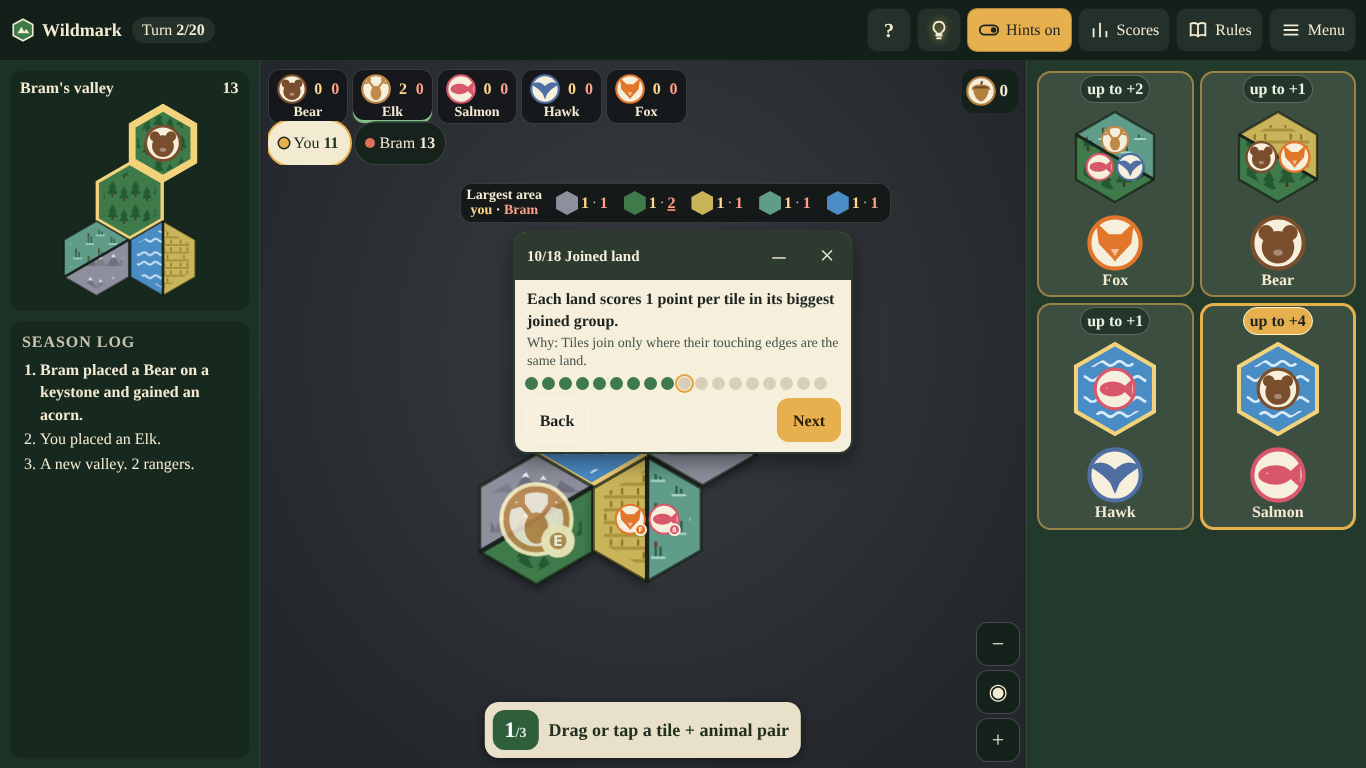 Wildmark
Turn 2/20
?
Hints on
Scores
Rules
Menu
Bram's valley
13
SEASON LOG
1. Bram placed a Bear on a
keystone and gained an
acorn.
2. You placed an Elk.
3. A new valley. 2 rangers.
0 0
Bear
2 0
Elk
0 0
Salmon
0 0
Hawk
0 0
Fox
0
You 11
Bram 13
Largest area
you · Bram
1 · 1
1 · 2
1 · 1
1 · 1
1 · 1
10/18 Joined land
Each land scores 1 point per tile in its biggest
joined group.
Why: Tiles join only where their touching edges are the
same land.
Back
Next
E
F
S
1/3
Drag or tap a tile + animal pair
−
+
up to +2
Fox
up to +1
Bear
up to +1
Hawk
up to +4
Salmon